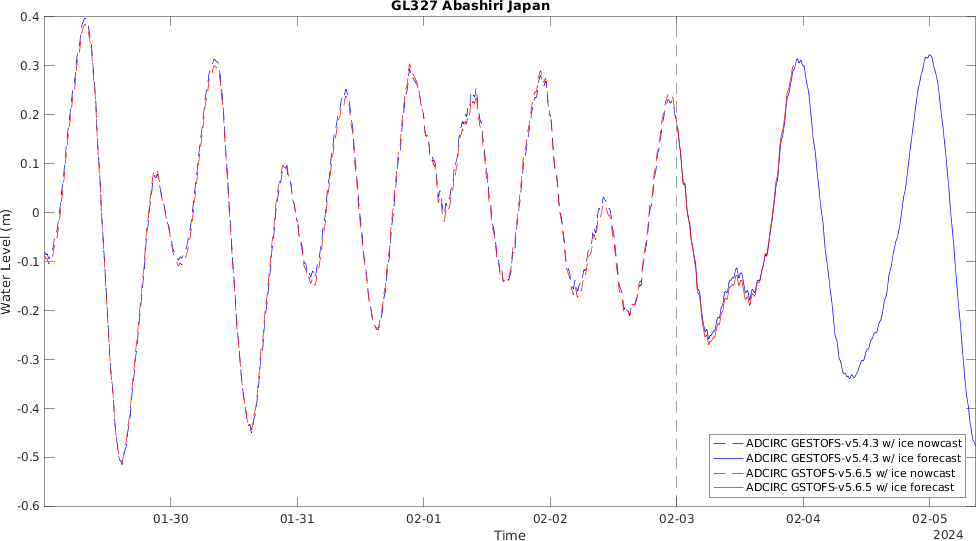 GL327 Abashiri Japan
0.4
0.3
0.2
0.1
0
-0.1
-0.2
-0.3
-0.4
-0.5
-0.6
Water Level (m)
ADCIRC GESTOFS-v5.4.3 w/ ice nowcast
ADCIRC GESTOFS-v5.4.3 w/ ice forecast
ADCIRC GSTOFS-v5.6.5 w/ ice nowcast
ADCIRC GSTOFS-v5.6.5 w/ ice forecast
01-30 01-31 02-01 02-02 02-03 02-04 02-05
Time
2024